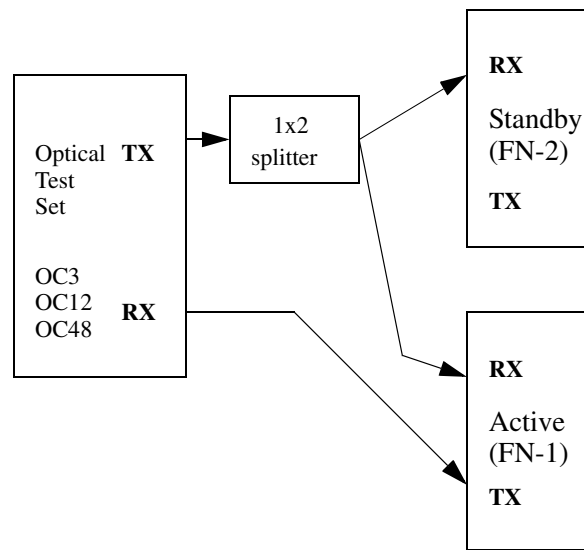 Optical TX
Test
Set
OC3
OC12
OC48
RX
1x2
splitter
RX
Standby
(FN-2)
TX
RX
Active
(FN-1)
TX